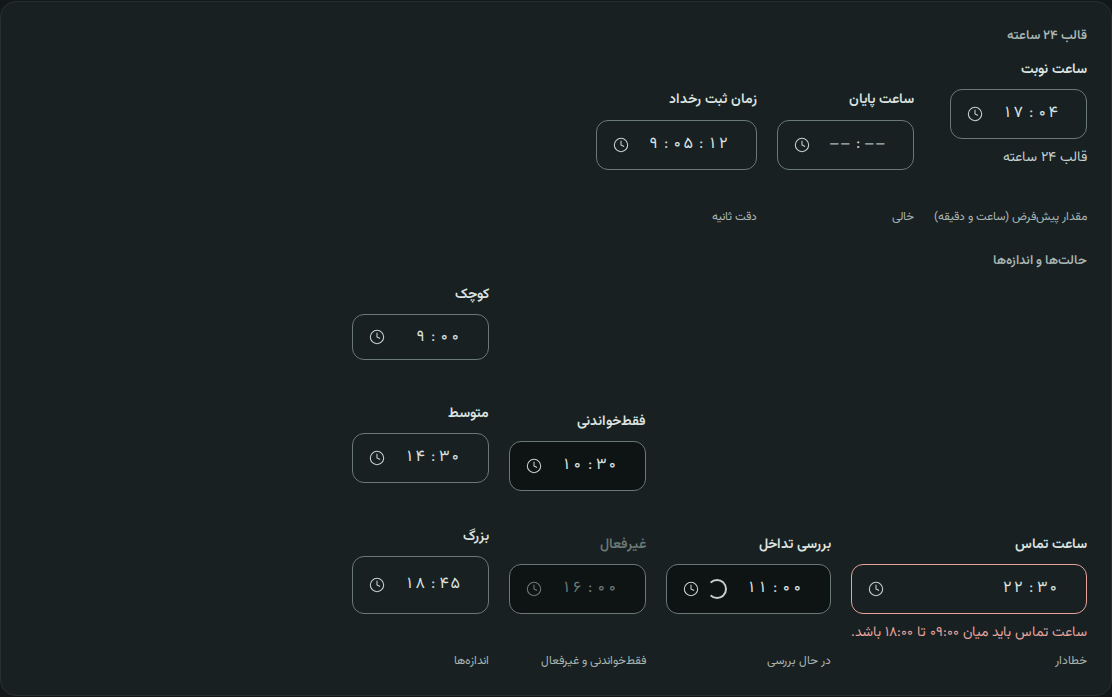 قالب ۲۴ ساعته
ساعت نوبت
۱۷:۰۴
قالب ۲۴ ساعته
ساعت پایان
––:––
زمان ثبت رخداد
۹:۰۵:۱۲
مقدار پیش‌فرض (ساعت و دقیقه)
خالی
دقت ثانیه
حالت‌ها و اندازه‌ها
ساعت تماس
۲۲:۳۰
ساعت تماس باید میان ۰۹:۰۰ تا ۱۸:۰۰ باشد.
خطادار
بررسی تداخل
۱۱:۰۰
در حال بررسی
فقط‌خواندنی
۱۰:۳۰
غیرفعال
۱۶:۰۰
فقط‌خواندنی و غیرفعال
کوچک
۹:۰۰
متوسط
۱۴:۳۰
بزرگ
۱۸:۴۵
اندازه‌ها